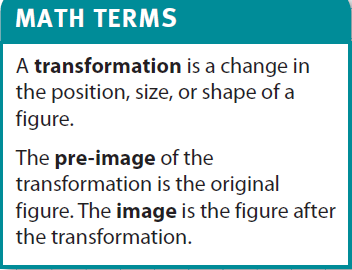 MATH TERMS
A transformation is a change in
the position, size, or shape of a
figure.
The pre-image of the
transformation is the original
figure. The image is the figure after
the transformation.